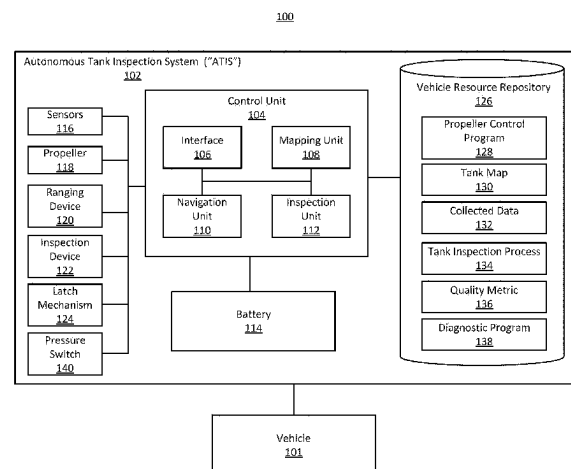 100
Autonomous Tank Inspection System ("ATIS")
102
Sensors
116
Propeller
118
Ranging
Device
120
Inspection
Device
122
Latch
Mechanism
124
Pressure
Switch
140
Control Unit
104
Interface
106
Mapping Unit
108
Navigation
Unit
110
Inspection
Unit
112
Battery
114
Vehicle Resource Repository
126
Propeller Control
Program
128
Tank Map
130
Collected Data
132
Tank Inspection Process
134
Quality Metric
136
Diagnostic Program
138
Vehicle
101